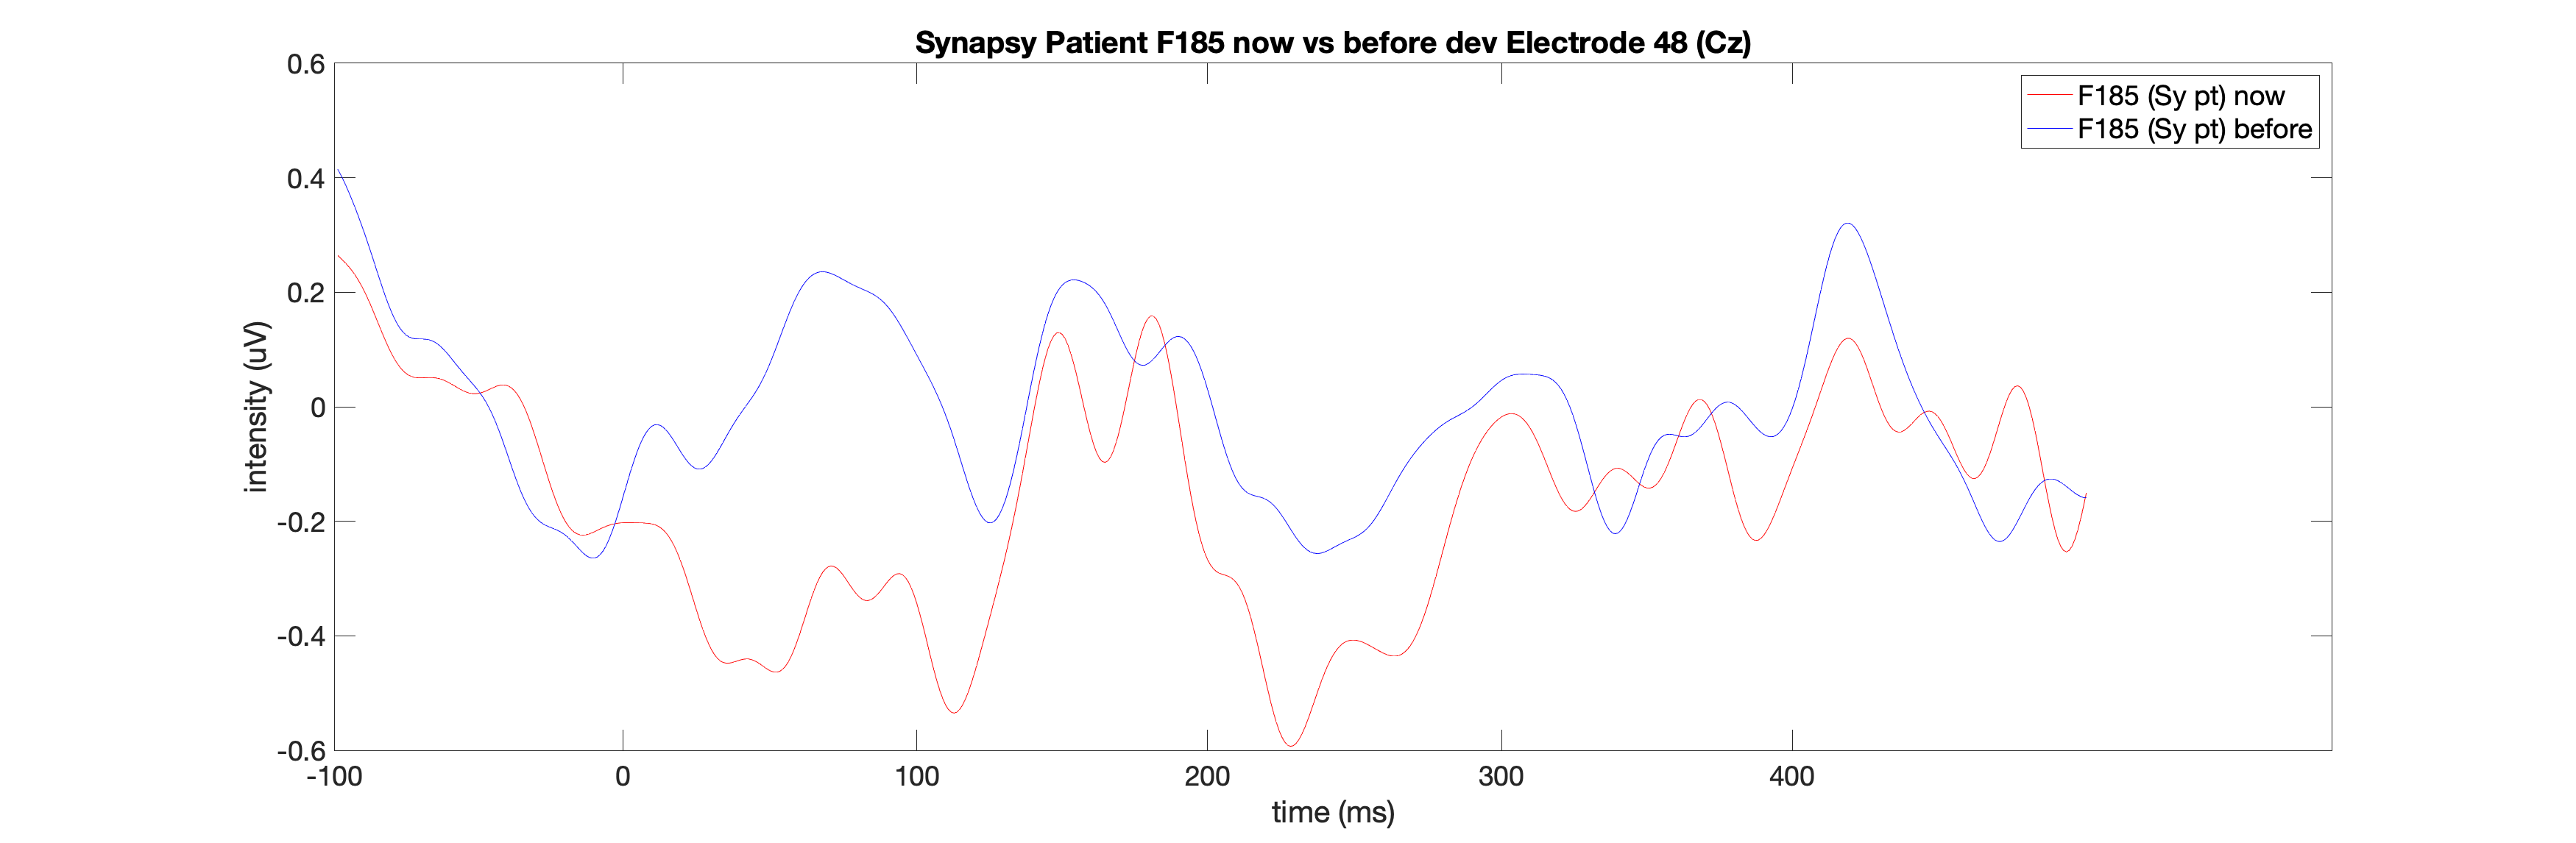 Synapsy Patient F185 now vs before dev Electrode 48 (Cz)
F185 (Sy pt) now
F185 (Sy pt) before
intensity (uV)
0.6
0.4
0.2
0
-0.2
-0.4
-0.6
-100 0 100 200 300 400
time (ms)